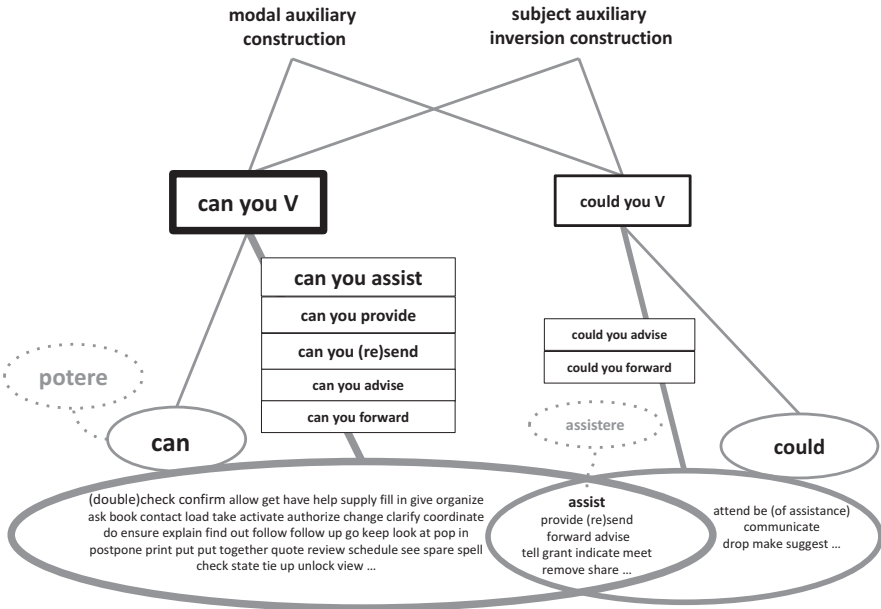 modal auxiliary
construction
subject auxiliary
inversion construction
can you V
could you V
can you assist
can you provide
can you (re)send
can you advise
can you forward
could you advise
could you forward
potere
can
assistere
could
(double)check confirm allow get have help supply fill in give organize
ask book contact load take activate authorize change clarify coordinate
do ensure explain find out follow follow up go keep look at pop in
postpone print put put together quote review schedule see spare spell
check state tie up unlock view ...
assist
provide (re)send
forward advise
tell grant indicate meet
remove share ...
attend be (of assistance)
communicate
drop make suggest ...